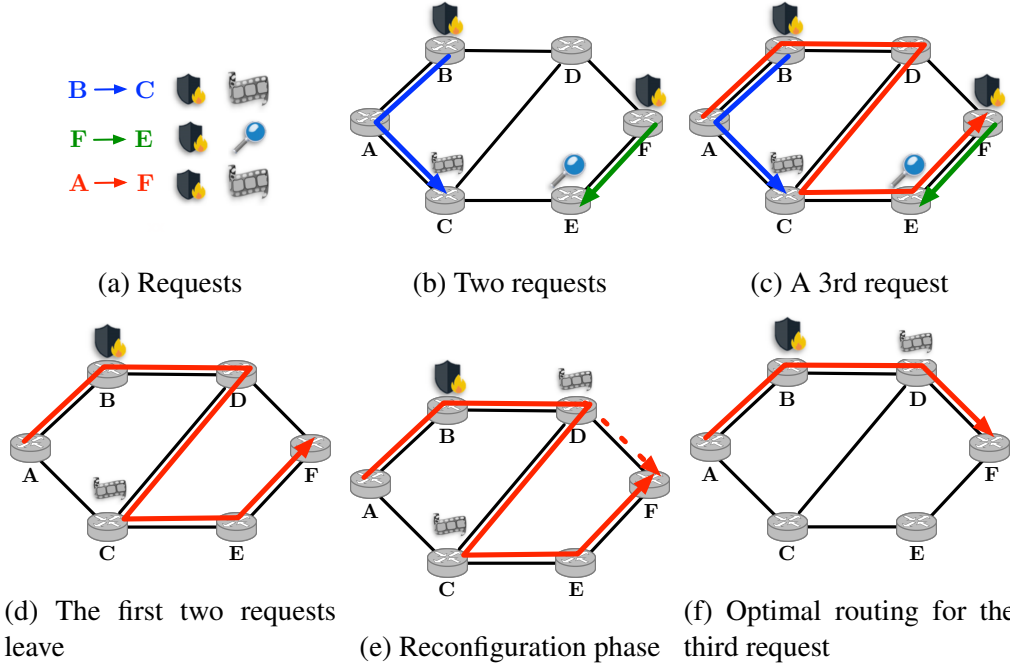 B → C
F → E
A → F
(a) Requests
B
D
A
F
C
E
(b) Two requests
B
D
A
F
C
E
(c) A 3rd request
B
D
A
F
C
E
(d) The first two requests
leave
B
D
A
F
C
E
(e) Reconfiguration phase
B
D
A
F
C
E
(f) Optimal routing for the
third request